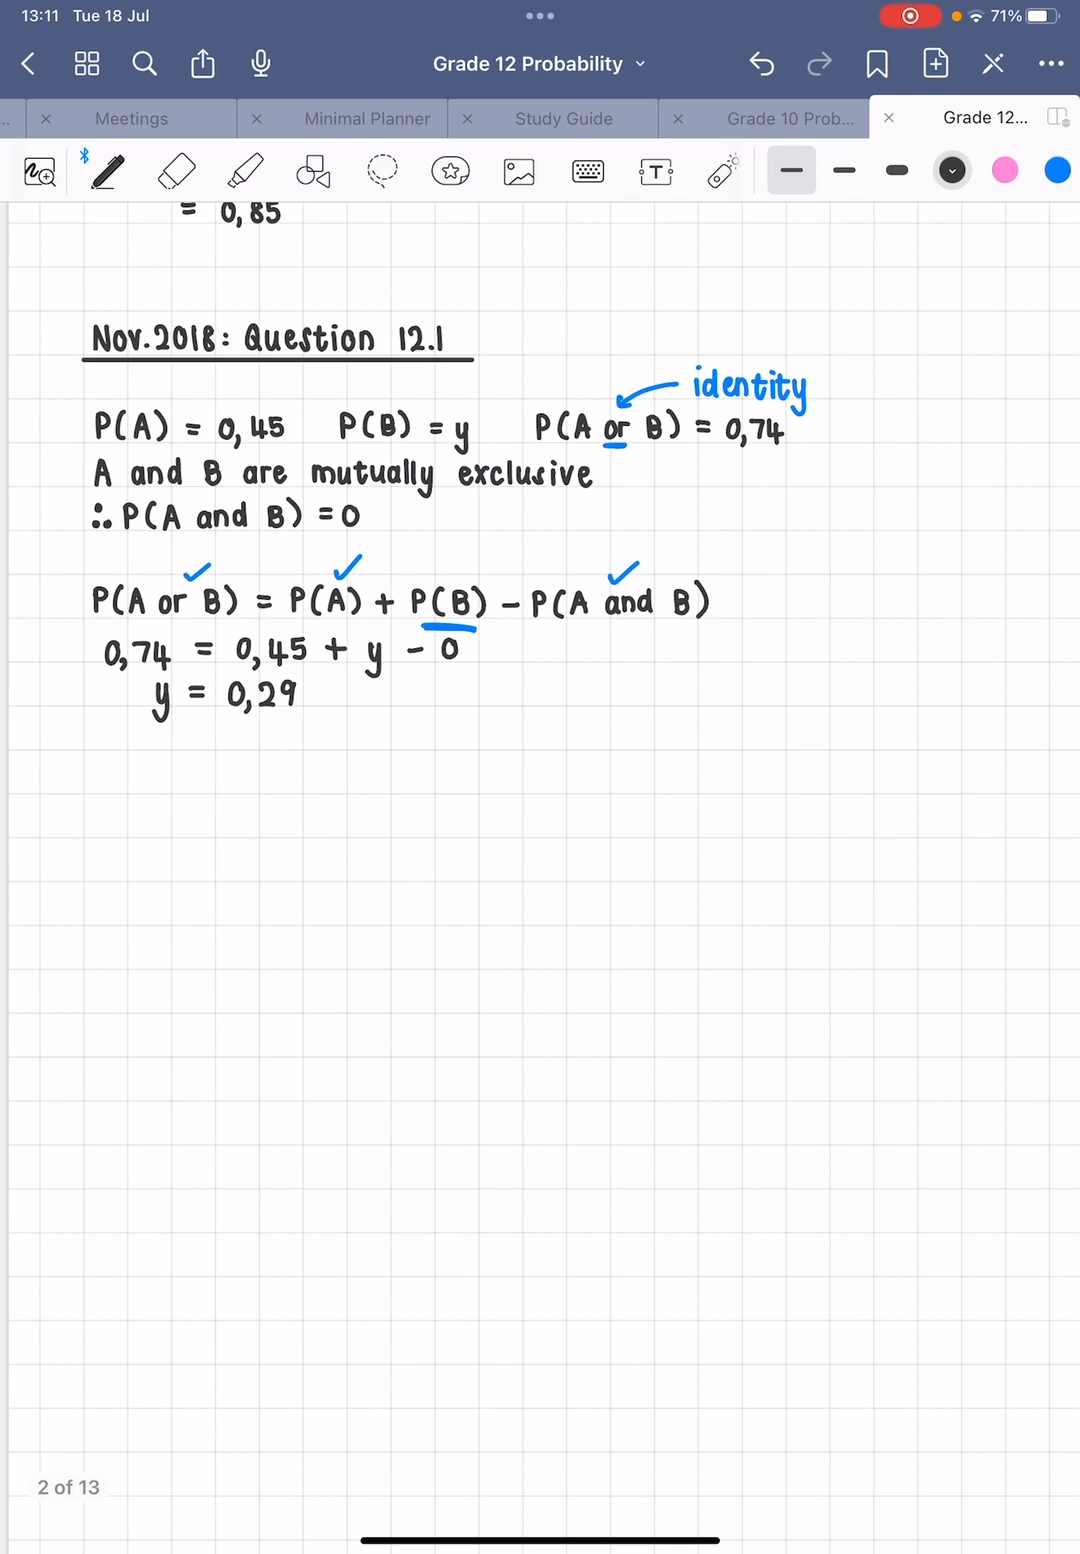 13:11 Tue 18 Jul
71%
Grade 12 Probability
... Meetings Minimal Planner Study Guide Grade 10 Prob... Grade 12...
T
= 0,85
Nov.2018: Question 12.1
identity
P(A) = 0,45 P(B) = y P(A or B) = 0,74
A and B are mutually exclusive
∴ P(A and B) = 0
P(A or B) = P(A) + P(B) – P(A and B)
0,74 = 0,45 + y - 0
y = 0,29
2 of 13